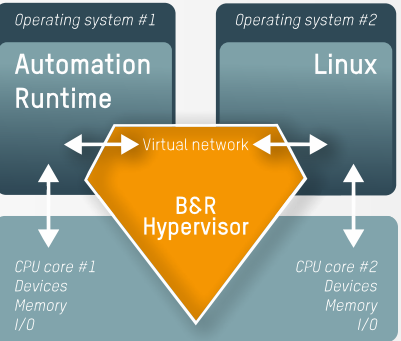 Operating system #1
Operating system #2
Automation
Runtime
Linux
Virtual network
B&R
Hypervisor
CPU core #1
Devices
Memory
I/O
CPU core #2
Devices
Memory
I/O